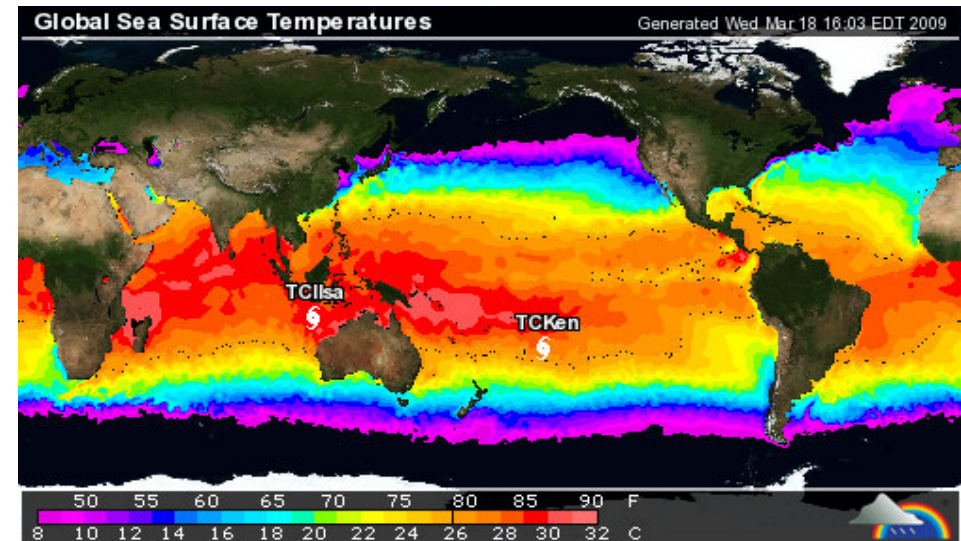 Global Sea Surface Temperatures Generated Wed Mar 18 16:03 EDT 2009
TCIlsa
TCKen
50 55 60 65 70 75 80 85 90 F
8 10 12 14 16 18 20 22 24 26 28 30 32 C